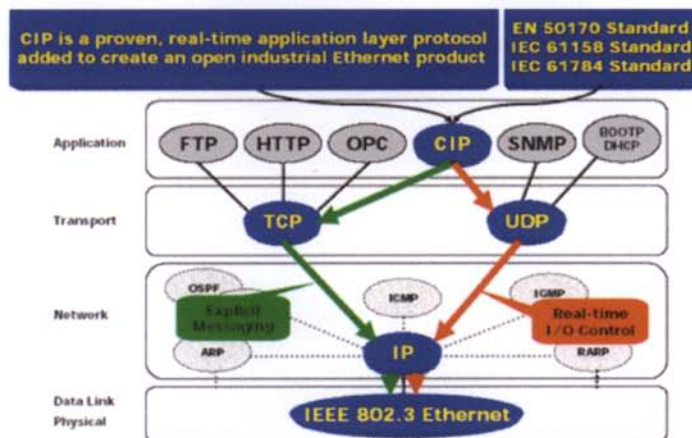 CIP is a proven, real-time application layer protocol
added to create an open industrial Ethernet product
EN 50170 Standard
IEC 61158 Standard
IEC 61784 Standard
Application
FTP
HTTP
OPC
CIP
SNMP
BOOTP
DHCP
Transport
TCP
UDP
Network
OSPF
ICMP
IGMP
Explicit
Messaging
Real-time
I/O Control
ARP
IP
RARP
Data Link
Physical
IEEE 802.3 Ethernet